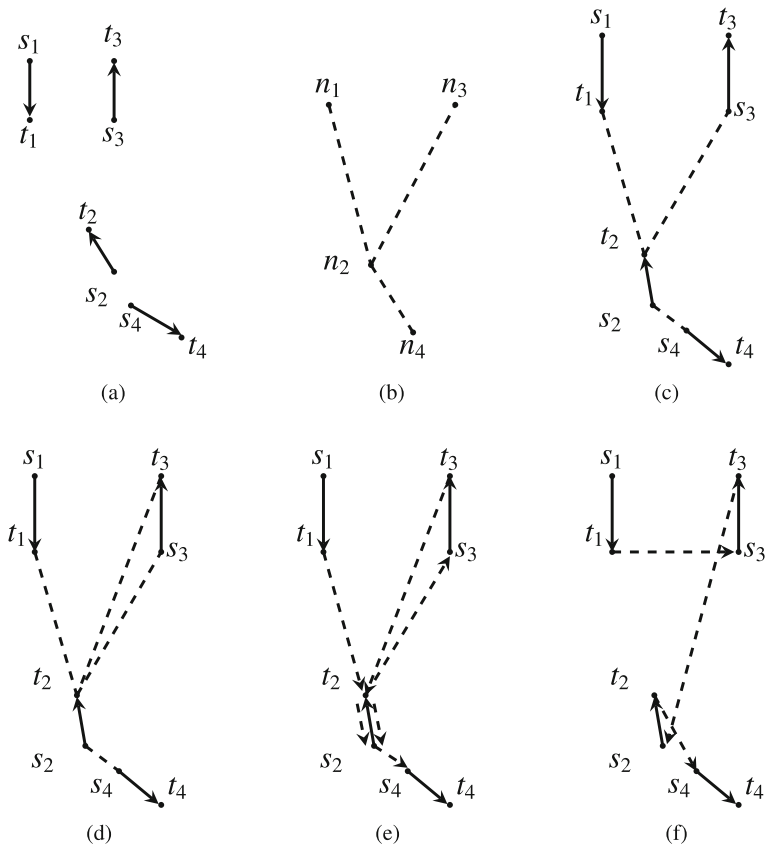 s₁ t₃
t₁ s₃
t₂
s₂
s₄
t₄
(a)
n₁ n₃
n₂
n₄
(b)
s₁ t₃
t₁ s₃
t₂
s₂
s₄ t₄
(c)
s₁ t₃
t₁ s₃
t₂
s₂
s₄ t₄
(d)
s₁ t₃
t₁ s₃
t₂
s₂
s₄ t₄
(e)
s₁ t₃
t₁ s₃
t₂
s₂
s₄ t₄
(f)